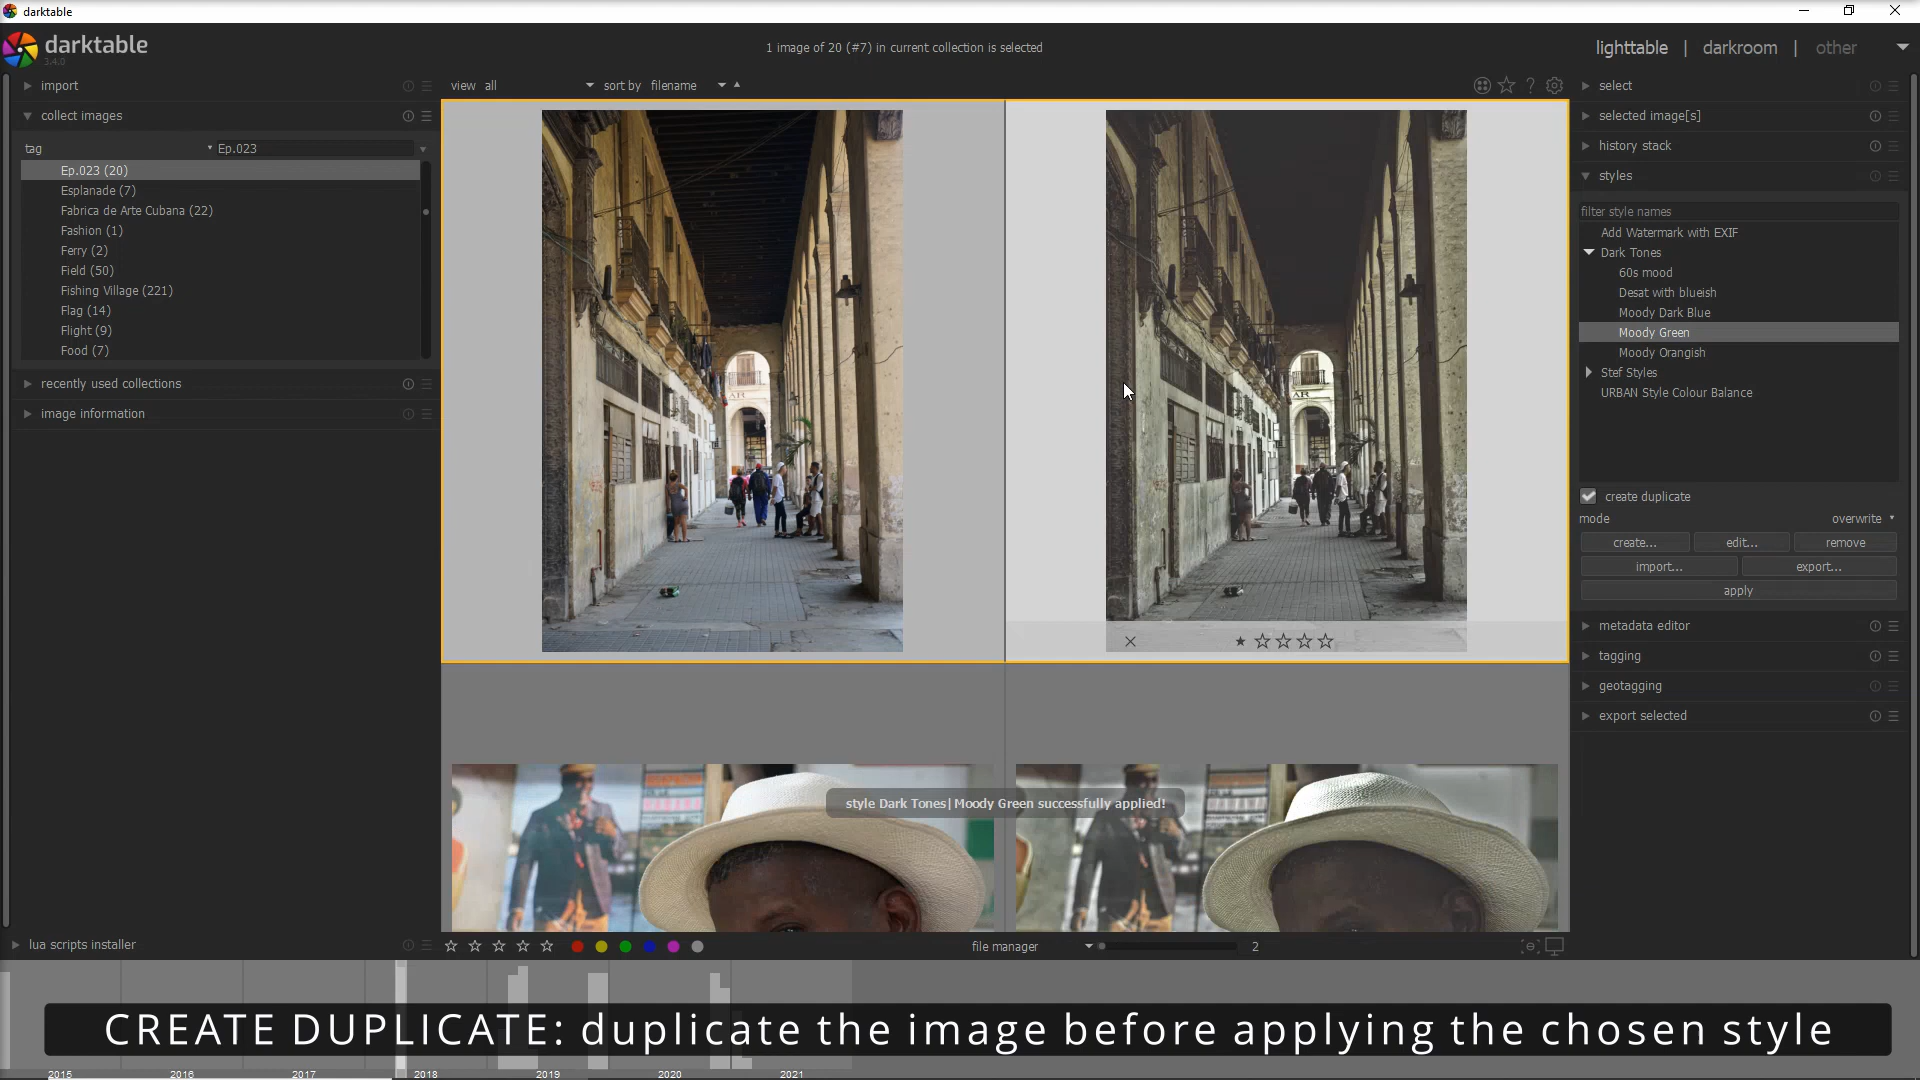 darktable
darktable
3.4.0
1 image of 20 (#7) in current collection is selected
lighttable | darkroom | other
import
collect images
tag
Ep.023
Ep.023 (20)
Esplanade (7)
Fabrica de Arte Cubana (22)
Fashion (1)
Ferry (2)
Field (50)
Fishing Village (221)
Flag (14)
Flight (9)
Food (7)
recently used collections
image information
lua scripts installer
view all
sort by filename
?
style Dark Tones|Moody Green successfully applied!
file manager
2
select
selected image[s]
history stack
styles
filter style names
Add Watermark with EXIF
Dark Tones
60s mood
Desat with blueish
Moody Dark Blue
Moody Green
Moody Orangish
Stef Styles
URBAN Style Colour Balance
create duplicate
mode
overwrite
create...
edit...
remove
import...
export...
apply
metadata editor
tagging
geotagging
export selected
CREATE DUPLICATE: duplicate the image before applying the chosen style
2015
2016
2017
2018
2019
2020
2021